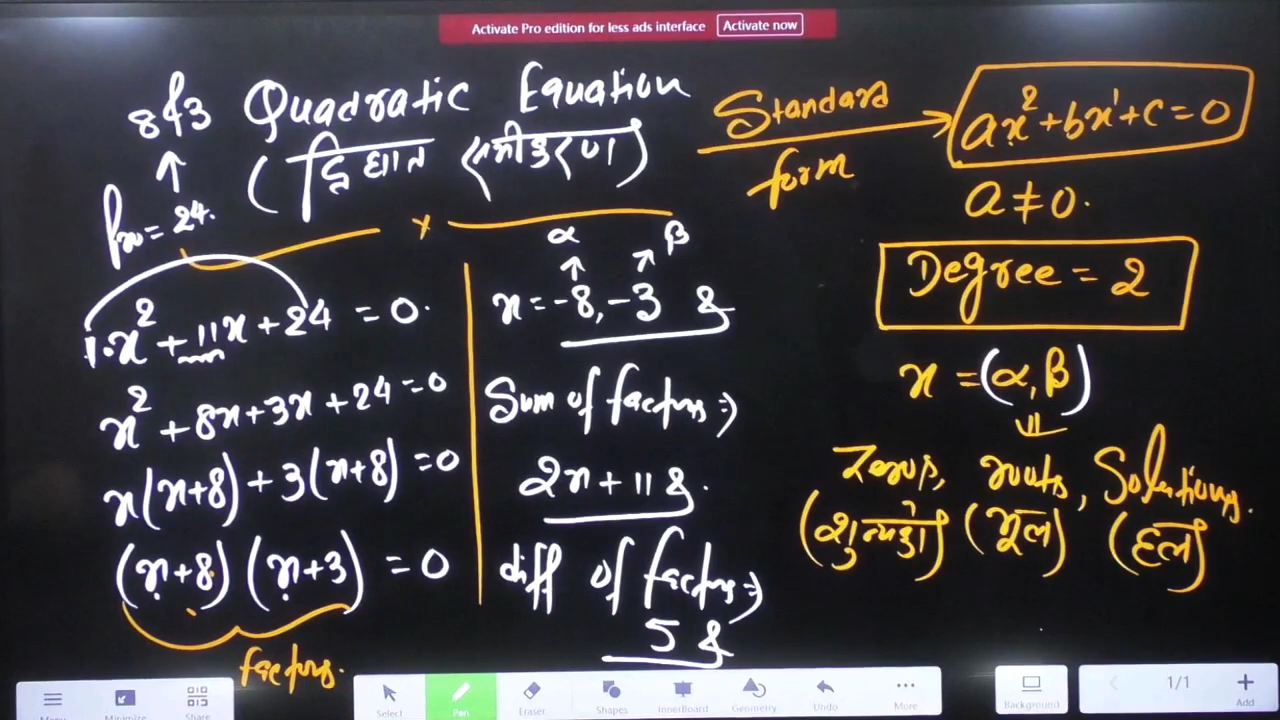 Activate Pro edition for less ads interface Activate now
8 & 3 Quadratic Equation
(द्विघात समीकरण)
Pro = 24.
1·x² + 11x + 24 = 0.
x² + 8x + 3x + 24 = 0
x(x+8) + 3(x+8) = 0
(x+8) (x+3) = 0
factors.
α β
x = -8, -3
Sum of factors :→
2x + 11
diff of factors :→
5
Standard form → ax² + bx¹ + c = 0
a ≠ 0.
Degree = 2
x = (α, β)
Zeros, roots, Solutions.
(शुन्यको) (मूल) (हल)
Menu Minimize Share Select Pen Eraser Shapes InnerBoard Geometry Undo More Background 1/1 Add